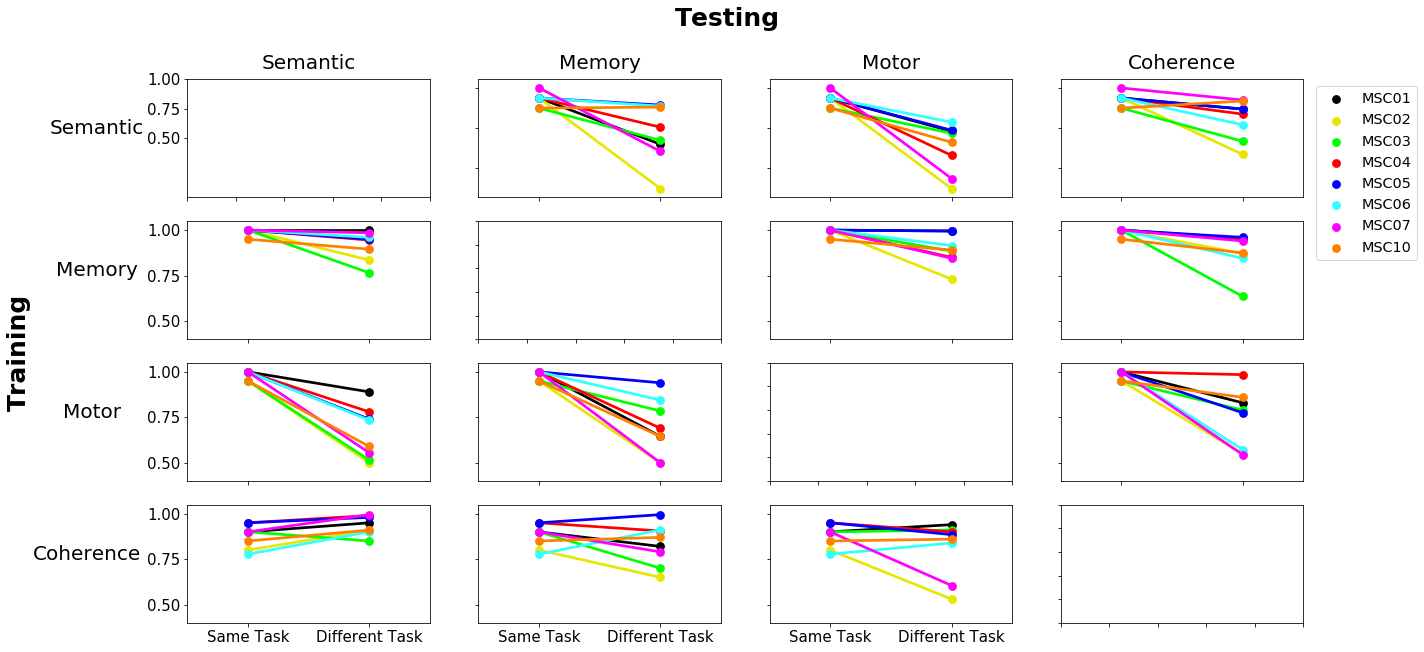 Testing
Semantic Memory Motor Coherence
Training
Semantic
1.00
0.75
0.50
Memory
1.00
0.75
0.50
Motor
1.00
0.75
0.50
Coherence
1.00
0.75
0.50
Same Task Different Task Same Task Different Task Same Task Different Task
MSC01
MSC02
MSC03
MSC04
MSC05
MSC06
MSC07
MSC10